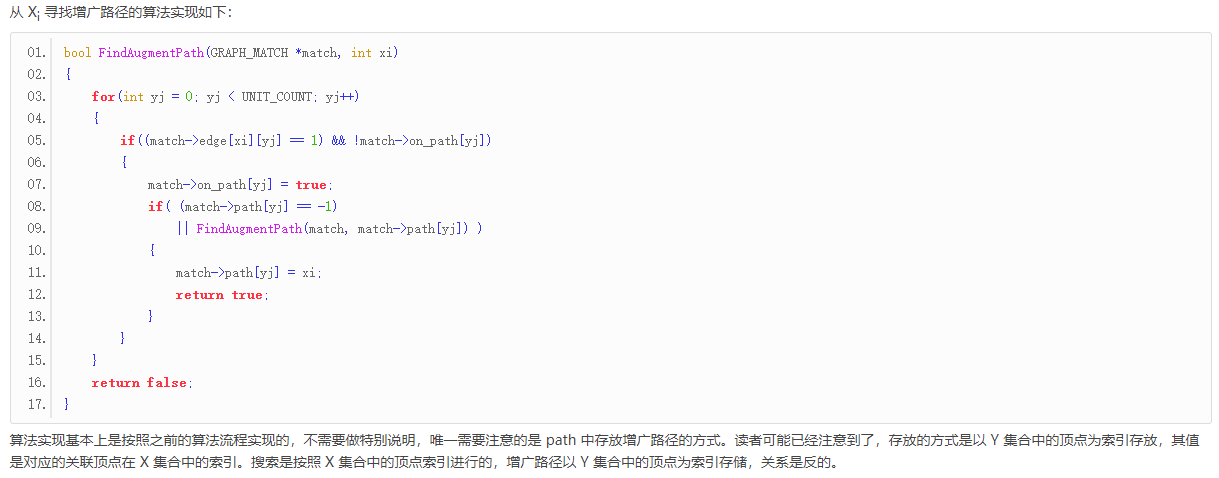 从 Xi 寻找增广路径的算法实现如下：
01. bool FindAugmentPath(GRAPH_MATCH *match, int xi)
02. {
03.     for(int yj = 0; yj < UNIT_COUNT; yj++)
04.     {
05.         if((match->edge[xi][yj] == 1) && !match->on_path[yj])
06.         {
07.             match->on_path[yj] = true;
08.             if( (match->path[yj] == -1)
09.                 || FindAugmentPath(match, match->path[yj]) )
10.             {
11.                 match->path[yj] = xi;
12.                 return true;
13.             }
14.         }
15.     }
16.     return false;
17. }
算法实现基本上是按照之前的算法流程实现的，不需要做特别说明，唯一需要注意的是 path 中存放增广路径的方式。读者可能已经注意到了，存放的方式是以 Y 集合中的顶点为索引存放，其值
是对应的关联顶点在 X 集合中的索引。搜索是按照 X 集合中的顶点索引进行的，增广路径以 Y 集合中的顶点为索引存储，关系是反的。